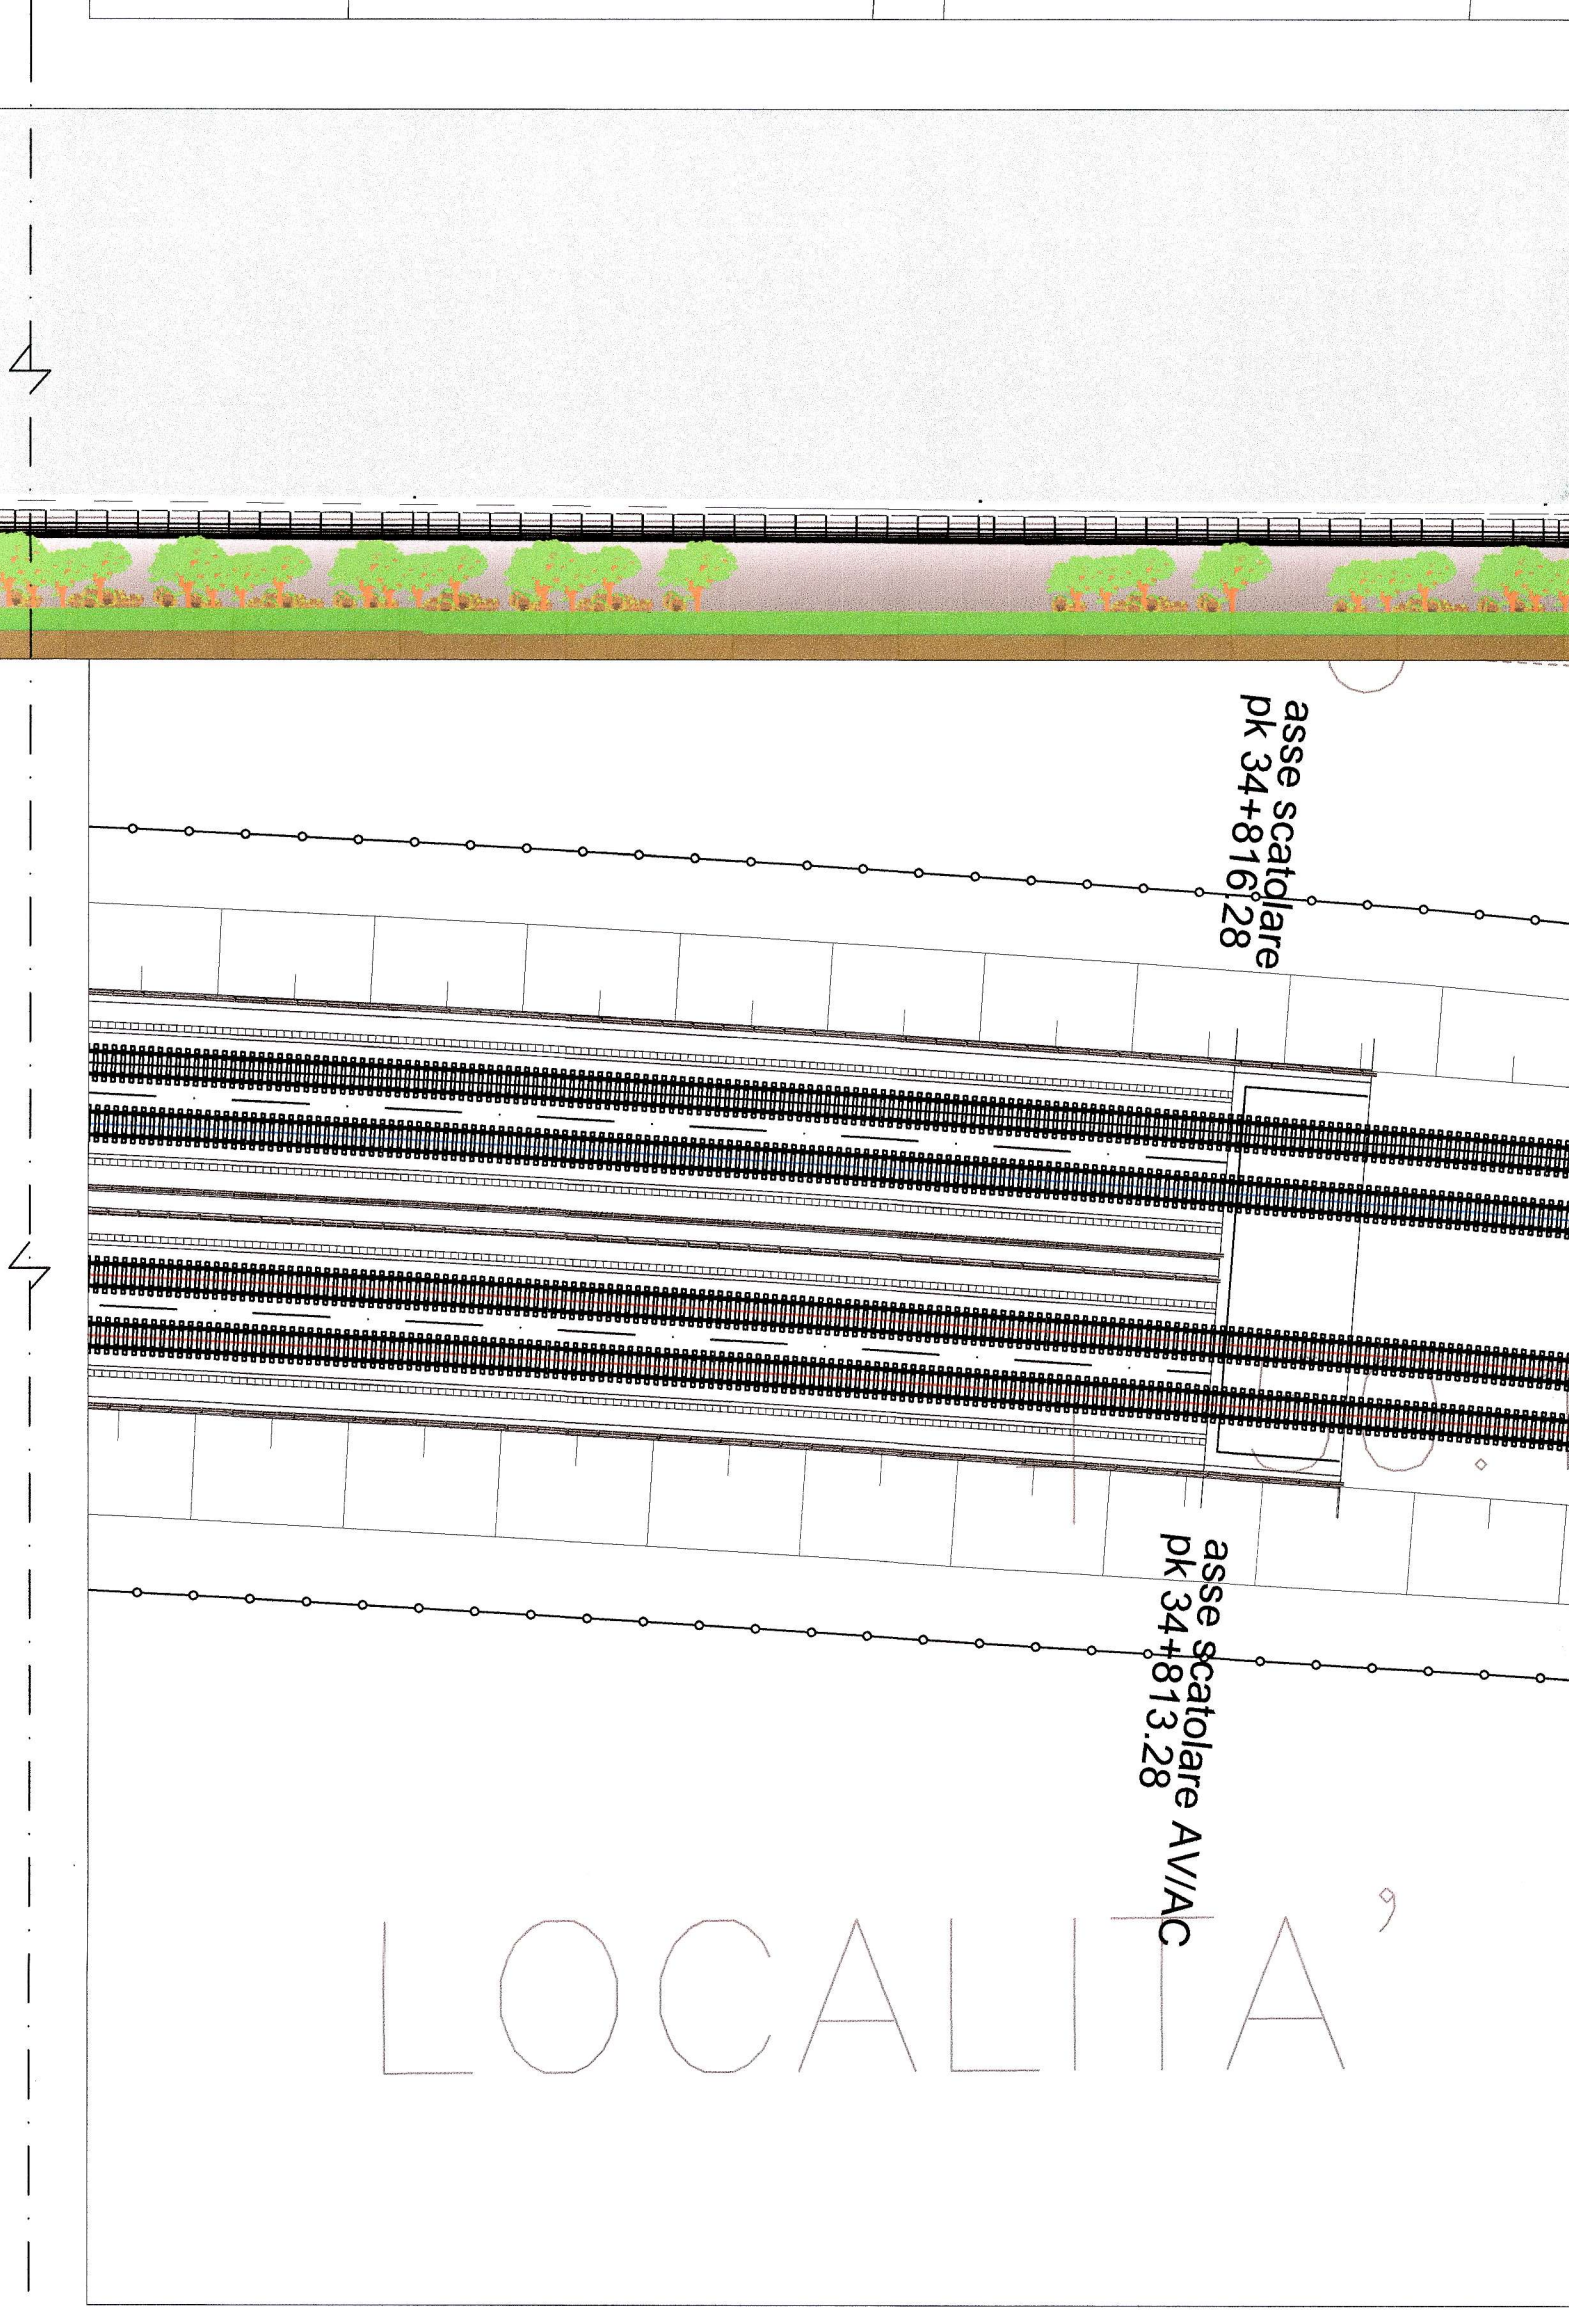 asse scatolare
pk 34+816.28
asse scatolare AV/AC
pk 34+813.28
LOCALITA'